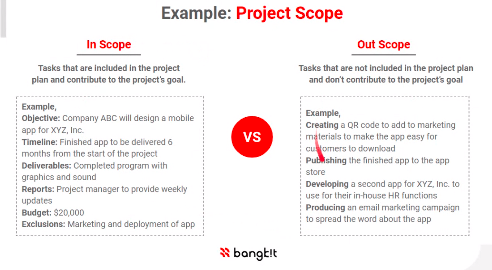 Example: Project Scope
In Scope
Tasks that are included in the project
plan and contribute to the project's goal.
Example,
Objective: Company ABC will design a mobile
app for XYZ, Inc.
Timeline: Finished app to be delivered 6
months from the start of the project
Deliverables: Completed program with
graphics and sound
Reports: Project manager to provide weekly
updates
Budget: $20,000
Exclusions: Marketing and deployment of app
VS
Out Scope
Tasks that are not included in the project plan
and don't contribute to the project's goal
Example,
Creating a QR code to add to marketing
materials to make the app easy for
customers to download
Publishing the finished app to the app
store
Developing a second app for XYZ, Inc. to
use for their in-house HR functions
Producing an email marketing campaign
to spread the word about the app
bangk!t